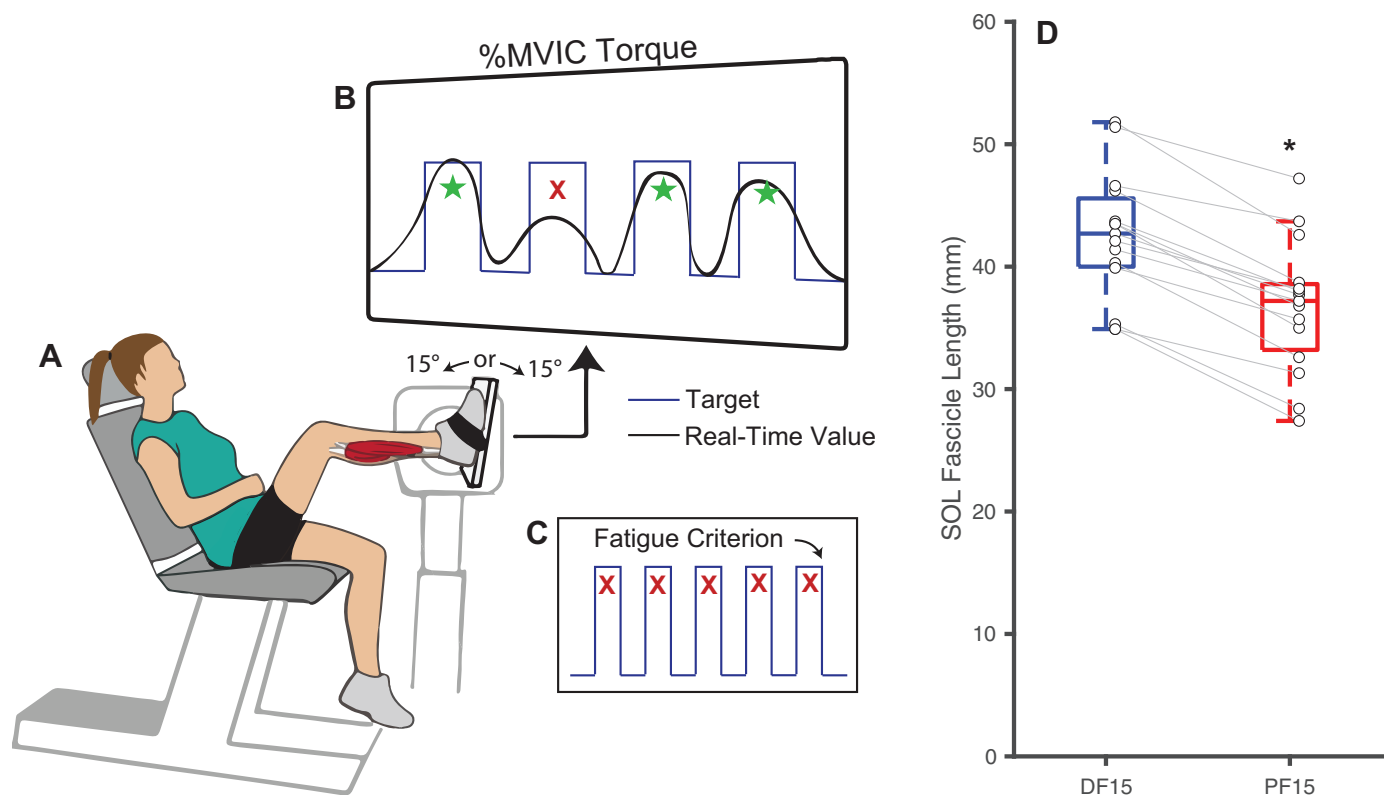 %MVIC Torque
B
X
A
15° or 15°
Target
Real-Time Value
C
Fatigue Criterion
X X X X X
D
*
SOL Fascicle Length (mm)
60
50
40
30
20
10
0
DF15 PF15